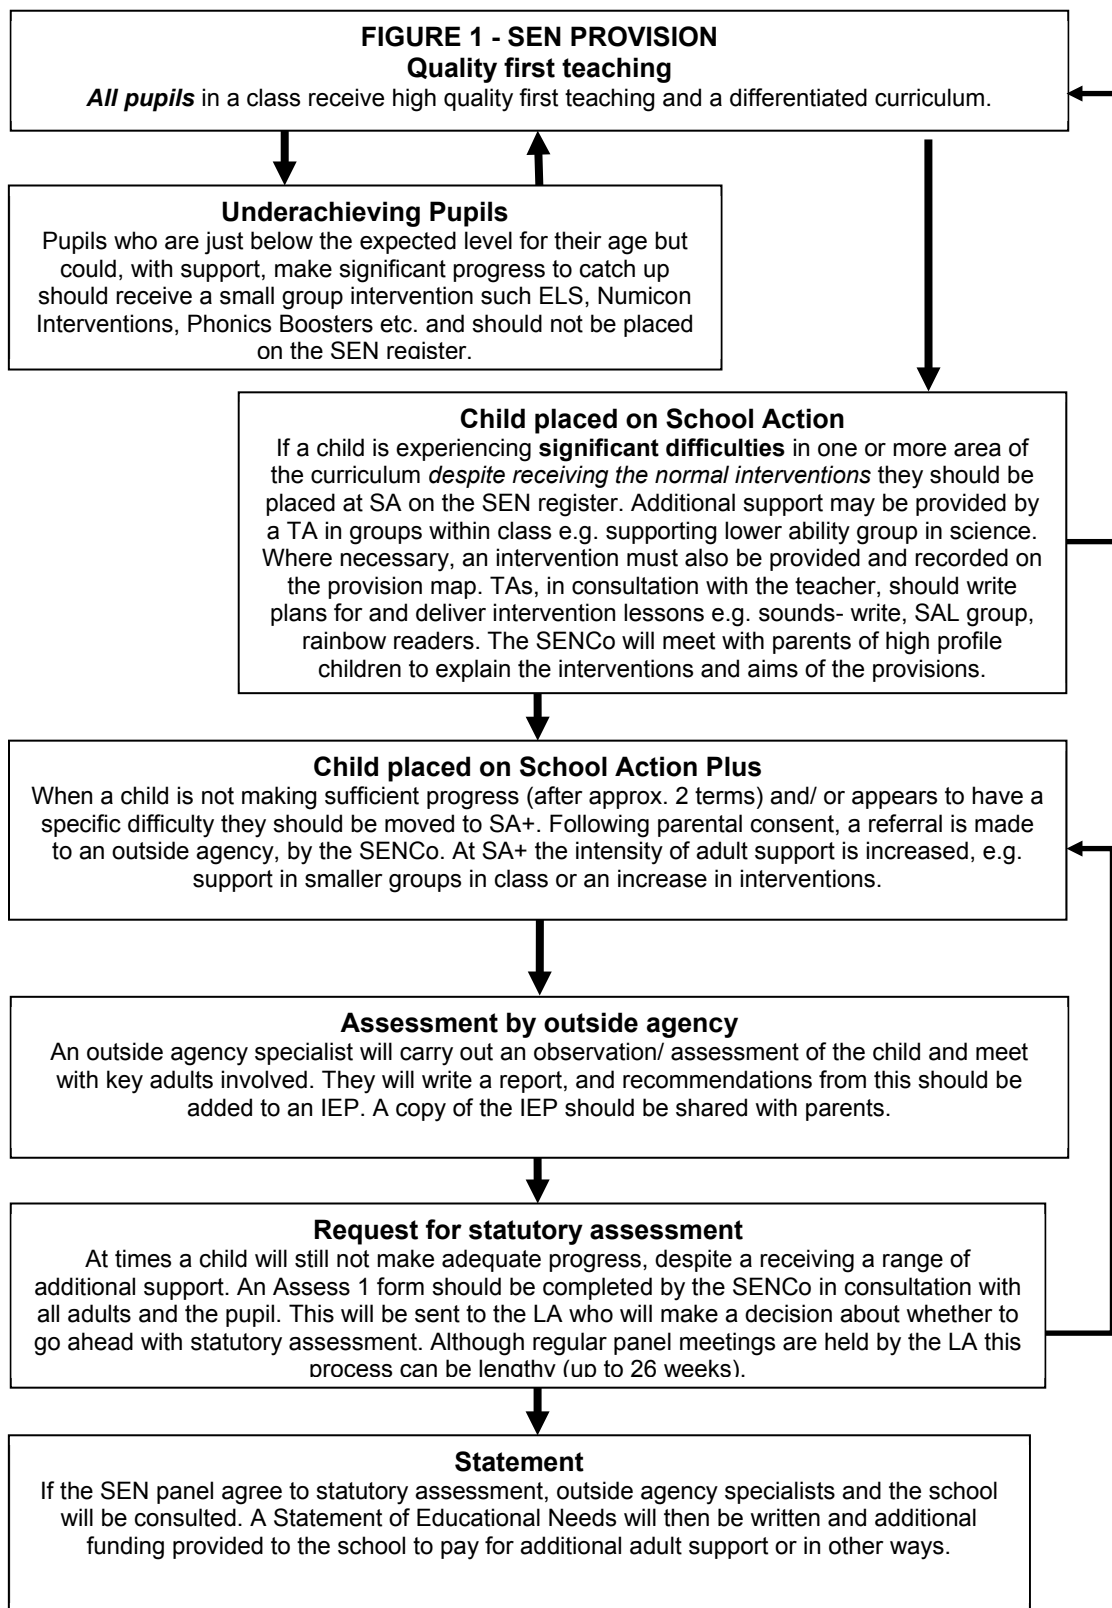 FIGURE 1 - SEN PROVISION
Quality first teaching
All pupils in a class receive high quality first teaching and a differentiated curriculum.
Underachieving Pupils
Pupils who are just below the expected level for their age but
could, with support, make significant progress to catch up
should receive a small group intervention such ELS, Numicon
Interventions, Phonics Boosters etc. and should not be placed
on the SEN register.
Child placed on School Action
If a child is experiencing significant difficulties in one or more area of
the curriculum despite receiving the normal interventions they should be
placed at SA on the SEN register. Additional support may be provided by
a TA in groups within class e.g. supporting lower ability group in science.
Where necessary, an intervention must also be provided and recorded on
the provision map. TAs, in consultation with the teacher, should write
plans for and deliver intervention lessons e.g. sounds- write, SAL group,
rainbow readers. The SENCo will meet with parents of high profile
children to explain the interventions and aims of the provisions.
Child placed on School Action Plus
When a child is not making sufficient progress (after approx. 2 terms) and/ or appears to have a
specific difficulty they should be moved to SA+. Following parental consent, a referral is made
to an outside agency, by the SENCo. At SA+ the intensity of adult support is increased, e.g.
support in smaller groups in class or an increase in interventions.
Assessment by outside agency
An outside agency specialist will carry out an observation/ assessment of the child and meet
with key adults involved. They will write a report, and recommendations from this should be
added to an IEP. A copy of the IEP should be shared with parents.
Request for statutory assessment
At times a child will still not make adequate progress, despite a receiving a range of
additional support. An Assess 1 form should be completed by the SENCo in consultation with
all adults and the pupil. This will be sent to the LA who will make a decision about whether to
go ahead with statutory assessment. Although regular panel meetings are held by the LA this
process can be lengthy (up to 26 weeks).
Statement
If the SEN panel agree to statutory assessment, outside agency specialists and the school
will be consulted. A Statement of Educational Needs will then be written and additional
funding provided to the school to pay for additional adult support or in other ways.